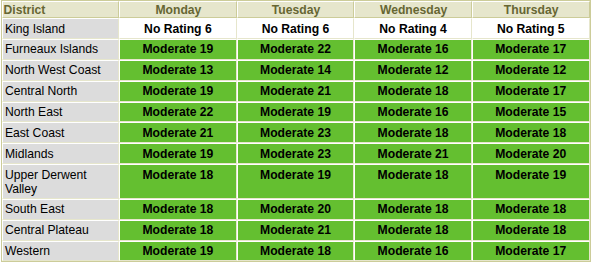 District Monday Tuesday Wednesday Thursday
King Island No Rating 6 No Rating 6 No Rating 4 No Rating 5
Furneaux Islands Moderate 19 Moderate 22 Moderate 16 Moderate 17
North West Coast Moderate 13 Moderate 14 Moderate 12 Moderate 12
Central North Moderate 19 Moderate 21 Moderate 18 Moderate 17
North East Moderate 22 Moderate 19 Moderate 16 Moderate 15
East Coast Moderate 21 Moderate 23 Moderate 18 Moderate 18
Midlands Moderate 19 Moderate 23 Moderate 21 Moderate 20
Upper Derwent Moderate 18 Moderate 19 Moderate 18 Moderate 19
Valley
South East Moderate 18 Moderate 20 Moderate 18 Moderate 18
Central Plateau Moderate 18 Moderate 21 Moderate 18 Moderate 18
Western Moderate 19 Moderate 18 Moderate 16 Moderate 17